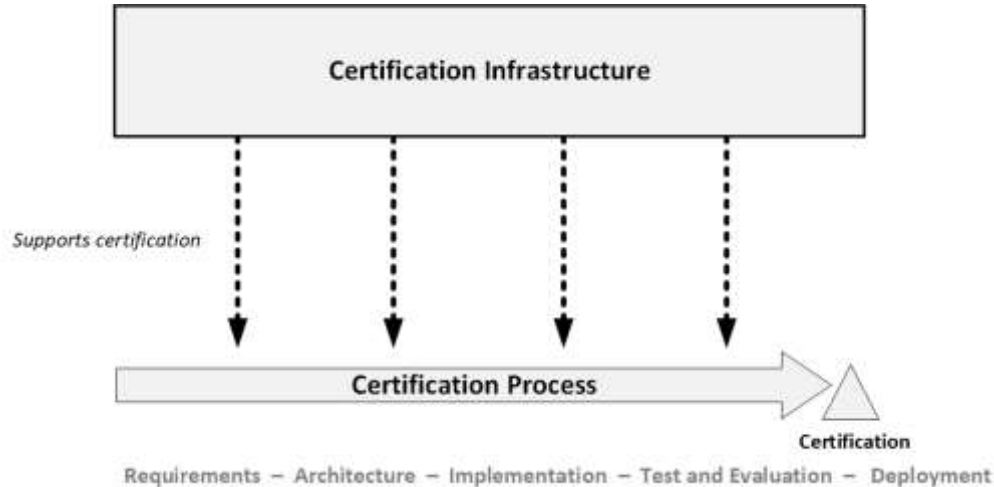 Certification Infrastructure
Supports certification
Certification Process
Certification
Requirements – Architecture – Implementation – Test and Evaluation – Deployment